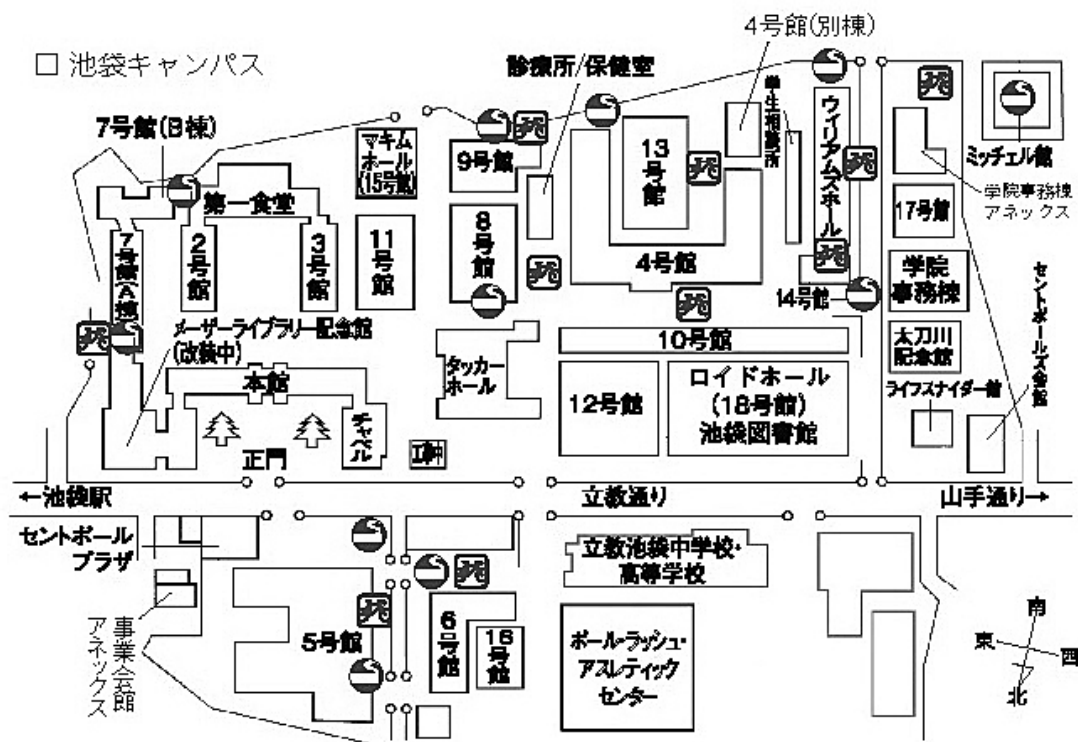 □ 池袋キャンパス
4号館(別棟)
診療所/保健室
学生相談所
7号館(B棟)
マキム
ホール
(15号館)
9号館
13号館
ウィリアムズホール
ミッチェル館
学院事務棟
アネックス
第一食堂
7号館(A棟)
2号館
3号館
11号館
8号館
4号館
14号館
17号館
学院
事務棟
セントポールズ会館
メーザーライブラリー記念館
(改装中)
本館
チャペル
タッカー
ホール
10号館
12号館
ロイドホール
(18号館)
池袋図書館
太刀川
記念館
ライフスナイダー館
正門
工事中
←池袋駅
立教通り
山手通り→
セントポール
プラザ
立教池袋中学校・
高等学校
事業会館
アネックス
5号館
6号館
16号館
ポール・ラッシュ・
アスレティック
センター
南
東
西
北